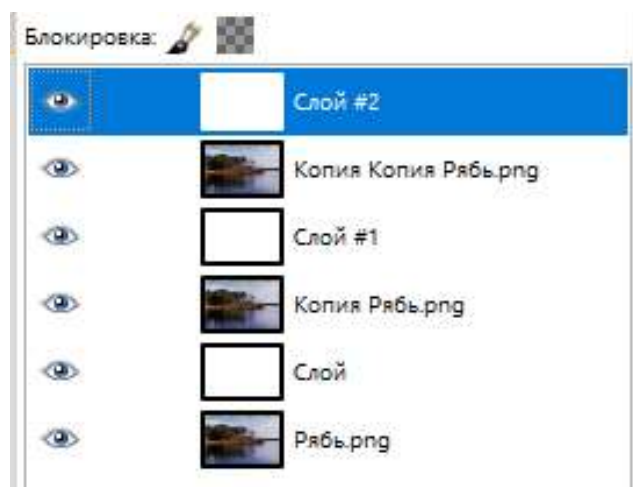 Блокировка:
Слой #2
Копия Копия Рябь.png
Слой #1
Копия Рябь.png
Слой
Рябь.png